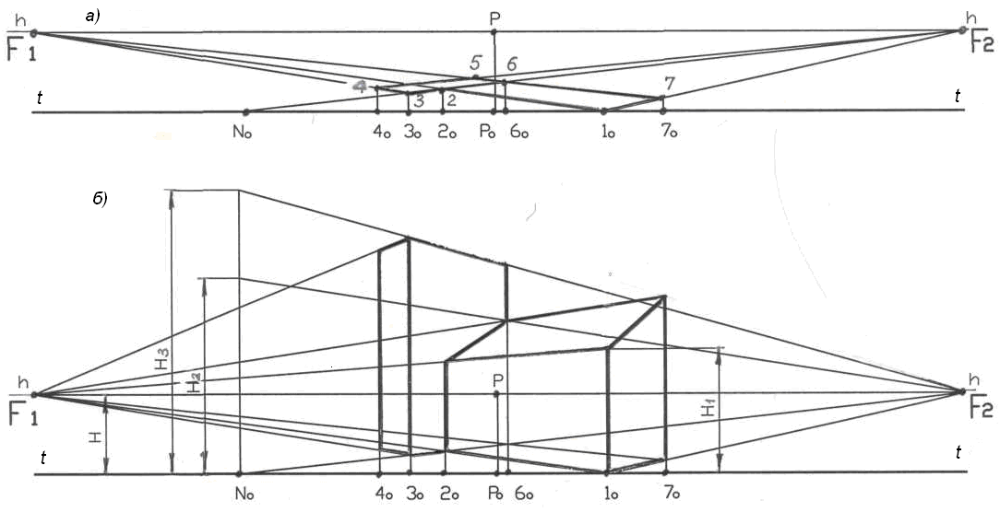 а)
h P h
F1 F2
5 6
4 3 2 7
t t
N₀ 4₀ 3₀ 2₀ P₀ 6₀ 1₀ 7₀
б)
H₃ H₂ H₁
h P h
F1 F2
H
t t
N₀ 4₀ 3₀ 2₀ P₀ 6₀ 1₀ 7₀